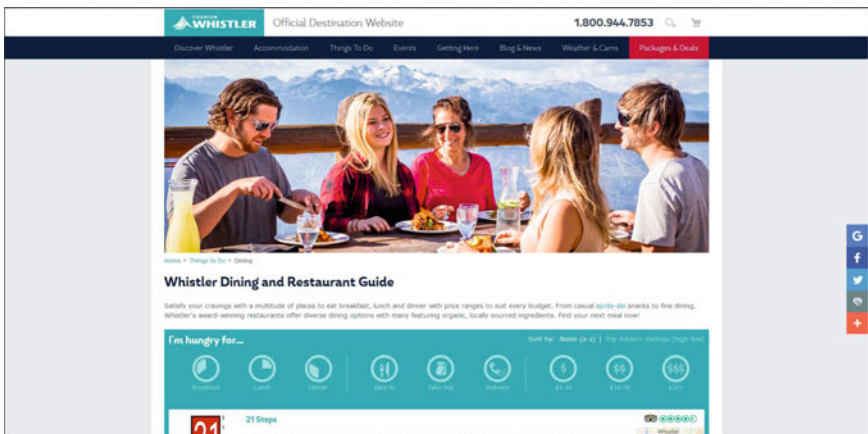 TOURISM
WHISTLER
Official Destination Website
1.800.944.7853
Discover Whistler Accommodation Things To Do Events Getting Here Blog & News Weather & Cams Packages & Deals
Home Things to Do Dining
Whistler Dining and Restaurant Guide
Satisfy your cravings with a multitude of places to eat breakfast, lunch and dinner with price ranges to suit every budget. From casual après-ski snacks to fine dining,
Whistler's award-winning restaurants offer diverse dining options with many featuring organic, locally sourced ingredients. Find your next meal now!
I'm hungry for...
Sort by: Name (a-z) | Trip Advisor Ratings (high-low)
$ $$ $$$
Breakfast Lunch Dinner Dine In Take Out Delivery
21
21 Steps
Whistler
G
f
+